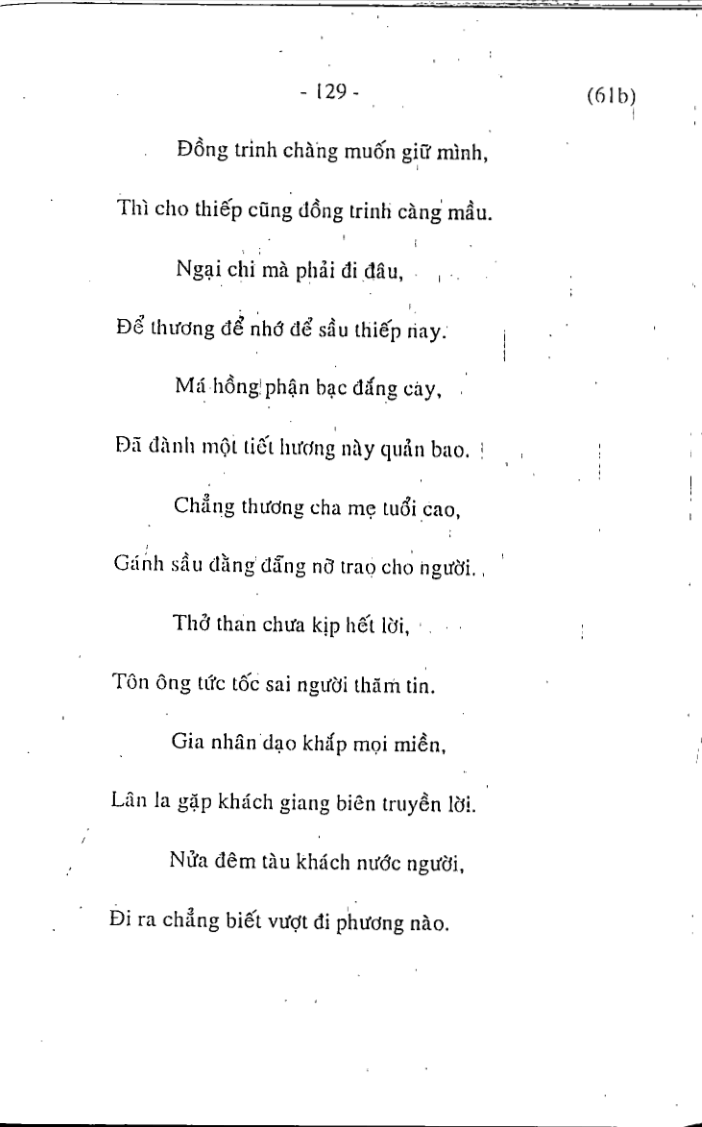 - 129 -
(61b)
Đồng trinh chàng muốn giữ mình,
Thì cho thiếp cũng đồng trinh càng mầu.
Ngại chi mà phải đi đâu,
Để thương để nhớ để sầu thiếp nay.
Má hồng phận bạc đắng cay,
Đã đành một tiết hương này quản bao.
Chẳng thương cha mẹ tuổi cao,
Gánh sầu đằng đẵng nỡ trao cho người.
Thở than chưa kịp hết lời,
Tôn ông tức tốc sai người thăm tin.
Gia nhân dạo khắp mọi miền,
Lân la gặp khách giang biên truyền lời.
Nửa đêm tàu khách nước người,
Đi ra chẳng biết vượt đi phương nào.